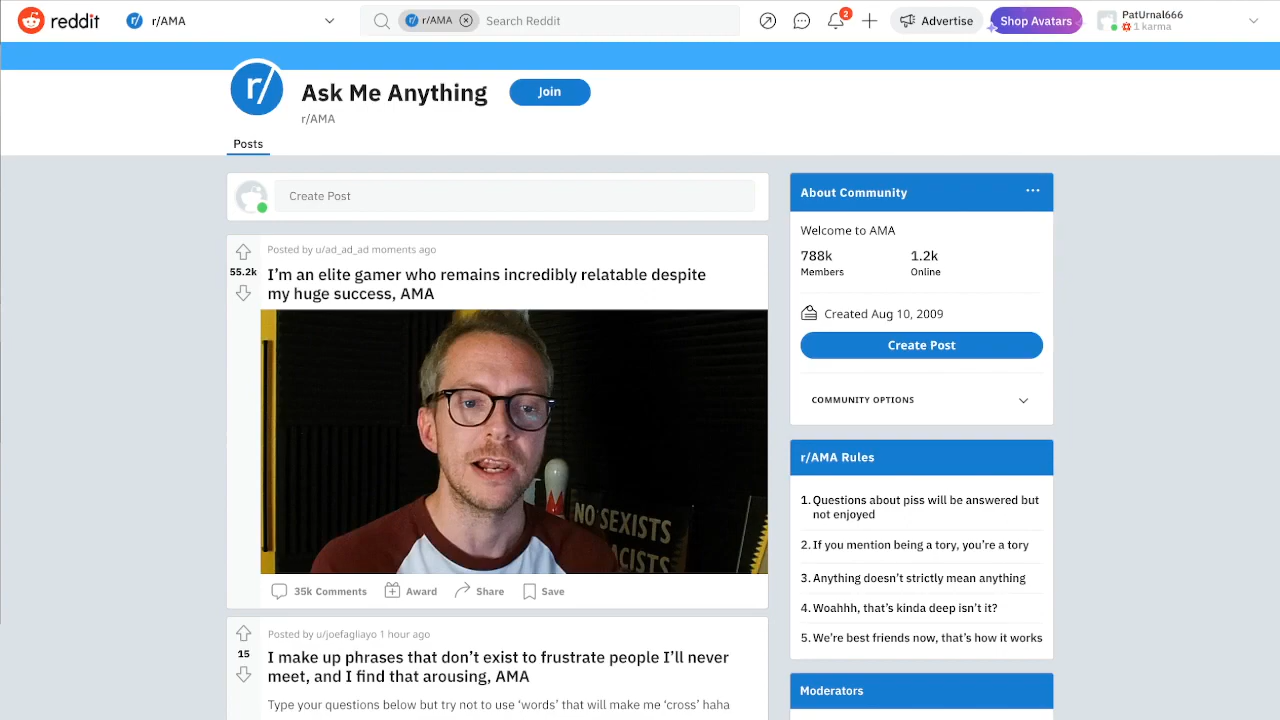 reddit
r/AMA
r/AMA
Search Reddit
2
Advertise
Shop Avatars
PatUrnal666
1 karma
r/
Ask Me Anything
Join
r/AMA
Posts
Create Post
Posted by u/ad_ad_ad moments ago
55.2k
I'm an elite gamer who remains incredibly relatable despite
my huge success, AMA
NO SEXISTS
35k Comments
Award
Share
Save
Posted by u/joefagliayo 1 hour ago
15
I make up phrases that don't exist to frustrate people I'll never
meet, and I find that arousing, AMA
Type your questions below but try not to use 'words' that will make me 'cross' haha
About Community
Welcome to AMA
788k
Members
1.2k
Online
Created Aug 10, 2009
Create Post
COMMUNITY OPTIONS
r/AMA Rules
1. Questions about piss will be answered but
not enjoyed
2. If you mention being a tory, you're a tory
3. Anything doesn't strictly mean anything
4. Woahhh, that's kinda deep isn't it?
5. We're best friends now, that's how it works
Moderators